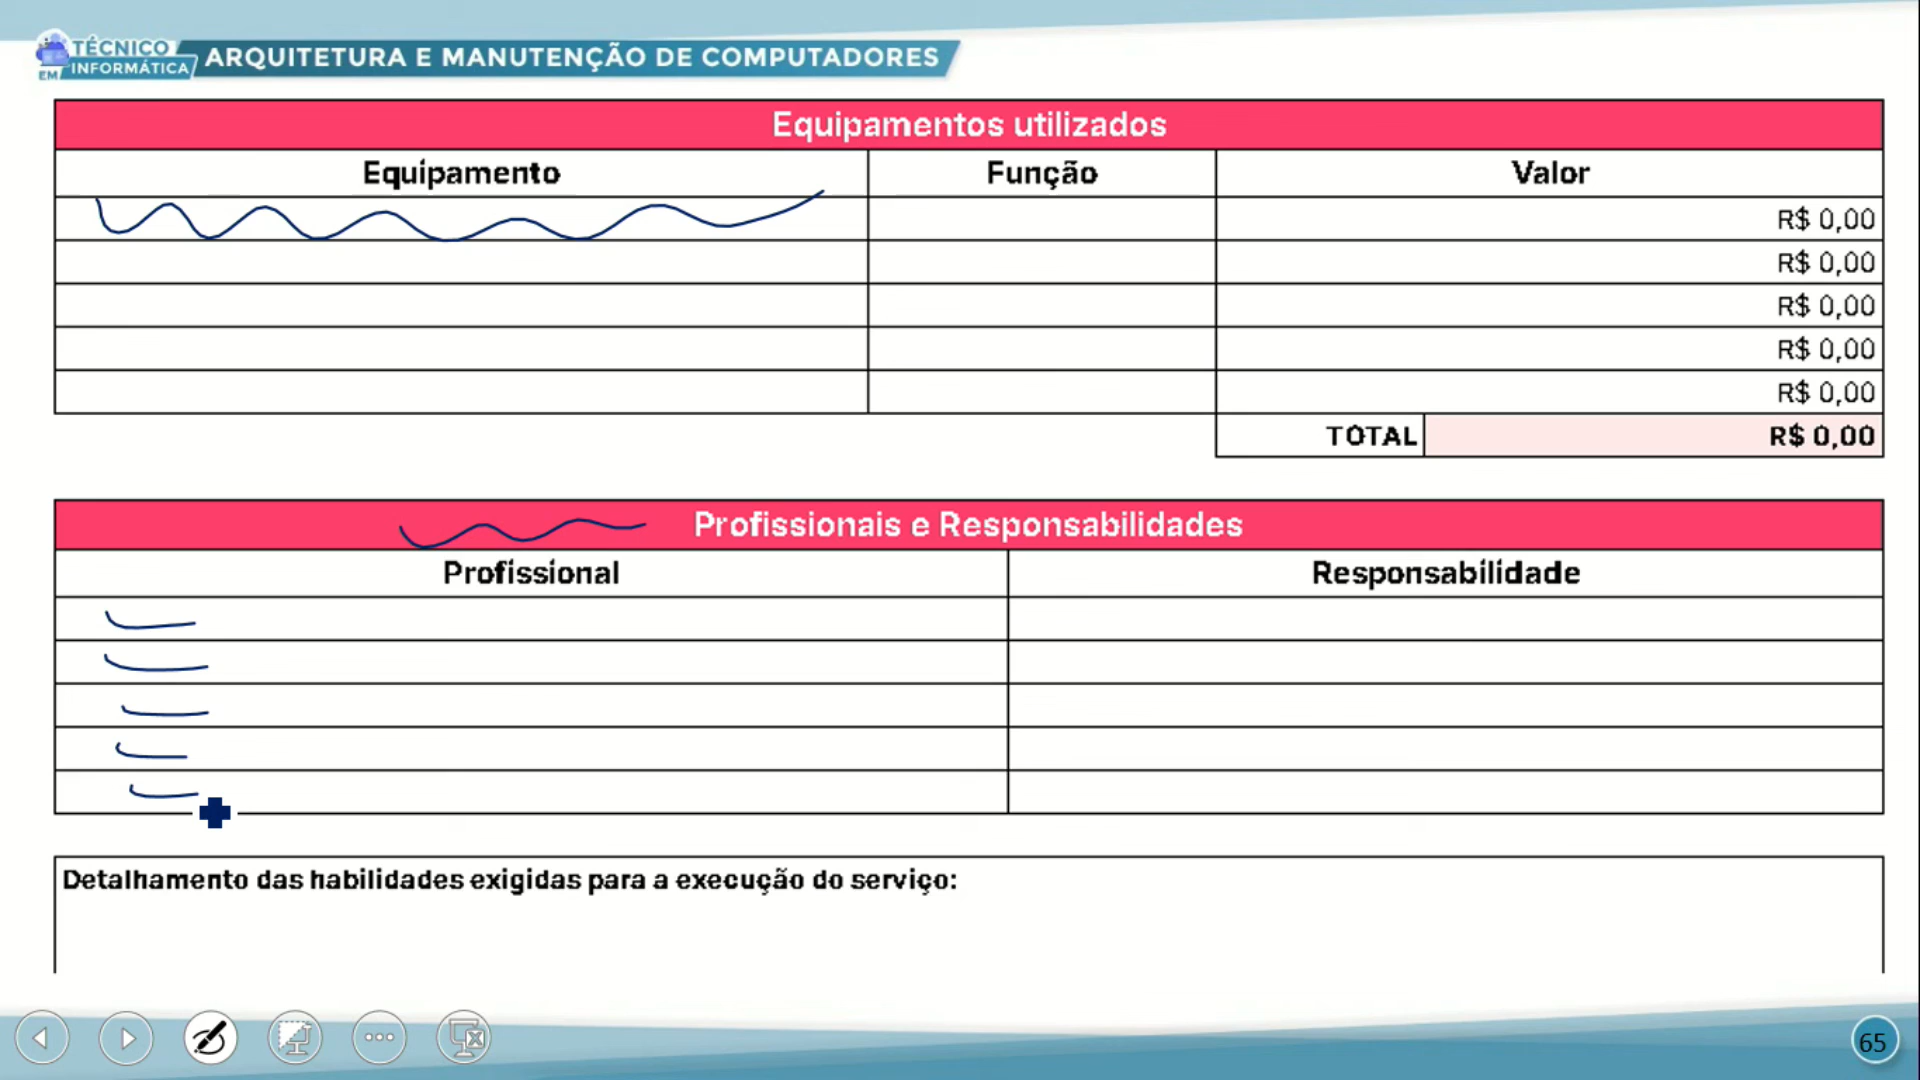 TÉCNICO
EM INFORMÁTICA
ARQUITETURA E MANUTENÇÃO DE COMPUTADORES
Equipamentos utilizados
Equipamento Função Valor
R$ 0,00
R$ 0,00
R$ 0,00
R$ 0,00
R$ 0,00
TOTAL R$ 0,00
Profissionais e Responsabilidades
Profissional Responsabilidade
Detalhamento das habilidades exigidas para a execução do serviço:
65